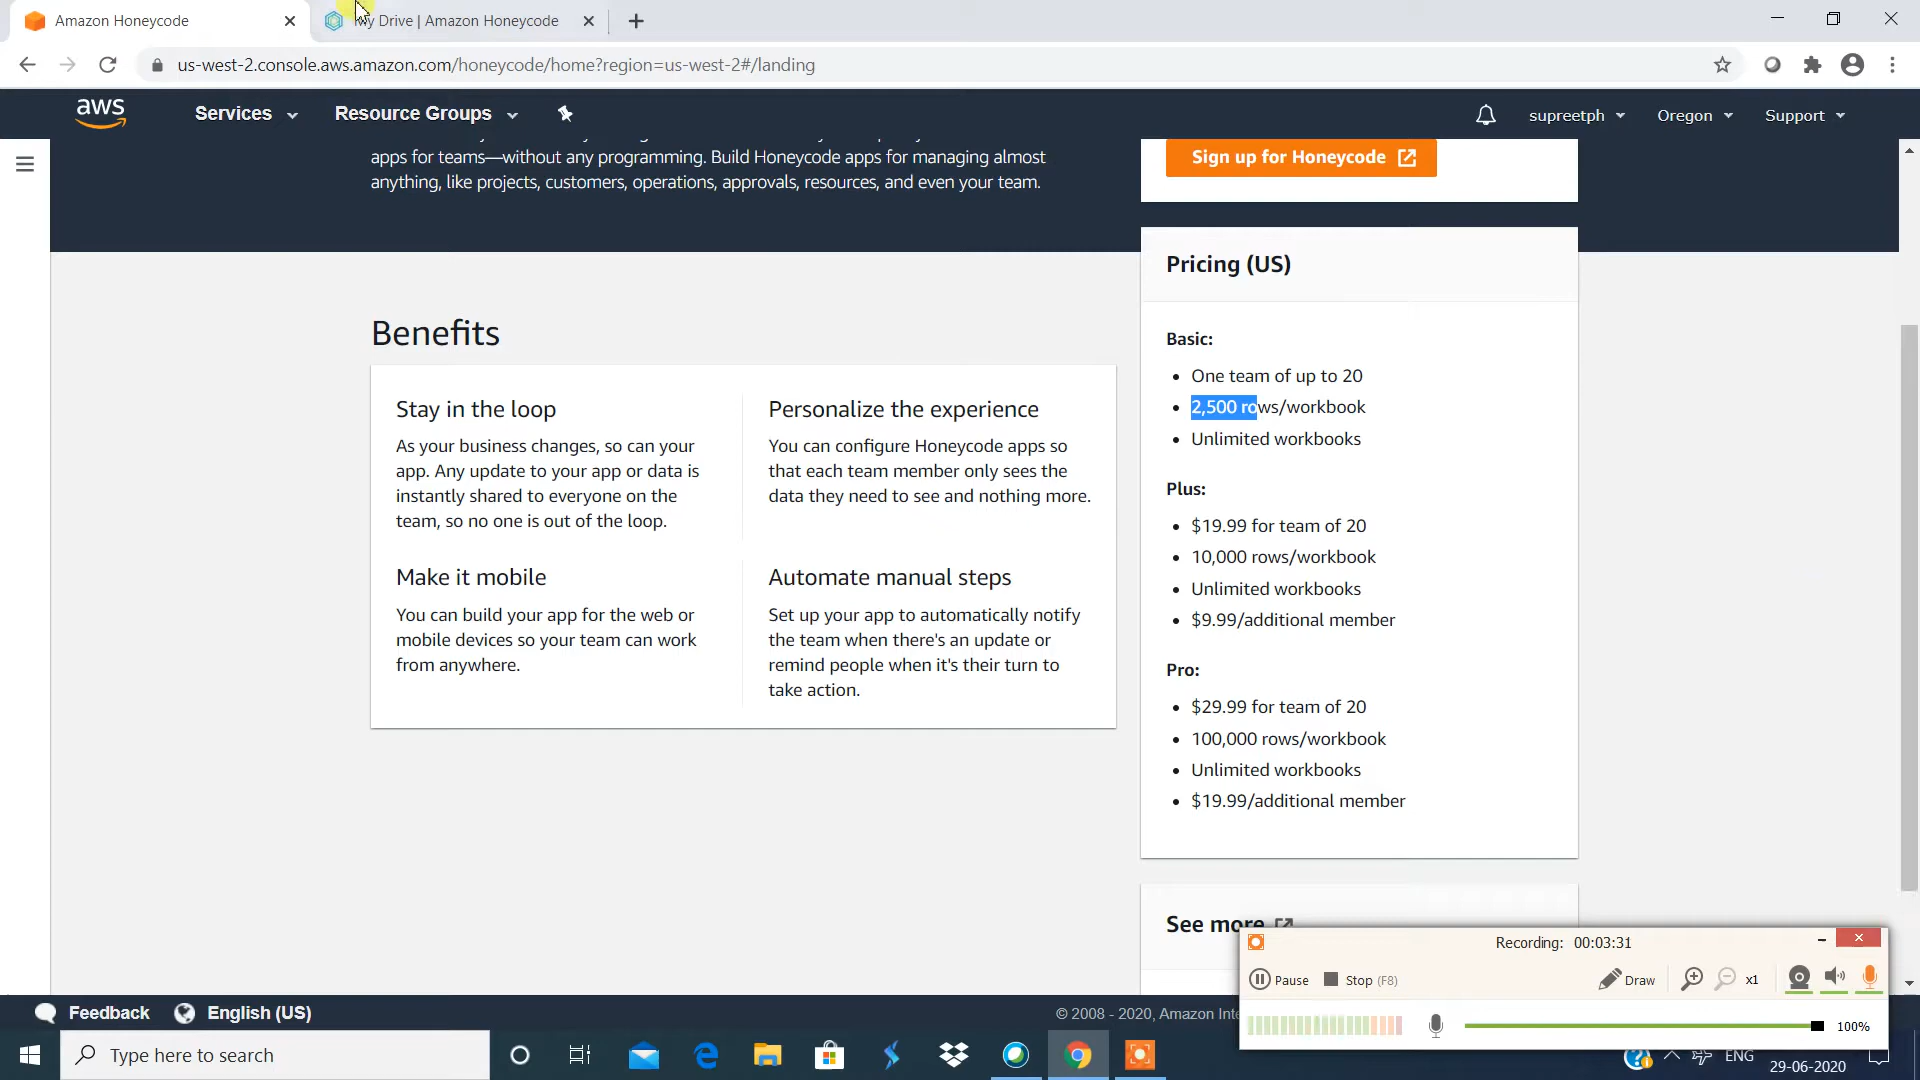 Amazon Honeycode
My Drive | Amazon Honeycode
us-west-2.console.aws.amazon.com/honeycode/home?region=us-west-2#/landing
aws
Services
Resource Groups
supreetph
Oregon
Support
apps for teams—without any programming. Build Honeycode apps for managing almost
anything, like projects, customers, operations, approvals, resources, and even your team.
Sign up for Honeycode
Benefits
Stay in the loop
As your business changes, so can your
app. Any update to your app or data is
instantly shared to everyone on the
team, so no one is out of the loop.
Personalize the experience
You can configure Honeycode apps so
that each team member only sees the
data they need to see and nothing more.
Make it mobile
You can build your app for the web or
mobile devices so your team can work
from anywhere.
Automate manual steps
Set up your app to automatically notify
the team when there's an update or
remind people when it's their turn to
take action.
Pricing (US)
Basic:
One team of up to 20
2,500 rows/workbook
Unlimited workbooks
Plus:
$19.99 for team of 20
10,000 rows/workbook
Unlimited workbooks
$9.99/additional member
Pro:
$29.99 for team of 20
100,000 rows/workbook
Unlimited workbooks
$19.99/additional member
See more
Recording: 00:03:31
Pause
Stop (F8)
Draw
x1
100%
Feedback
English (US)
© 2008 - 2020, Amazon Inte
Type here to search
ENG
29-06-2020